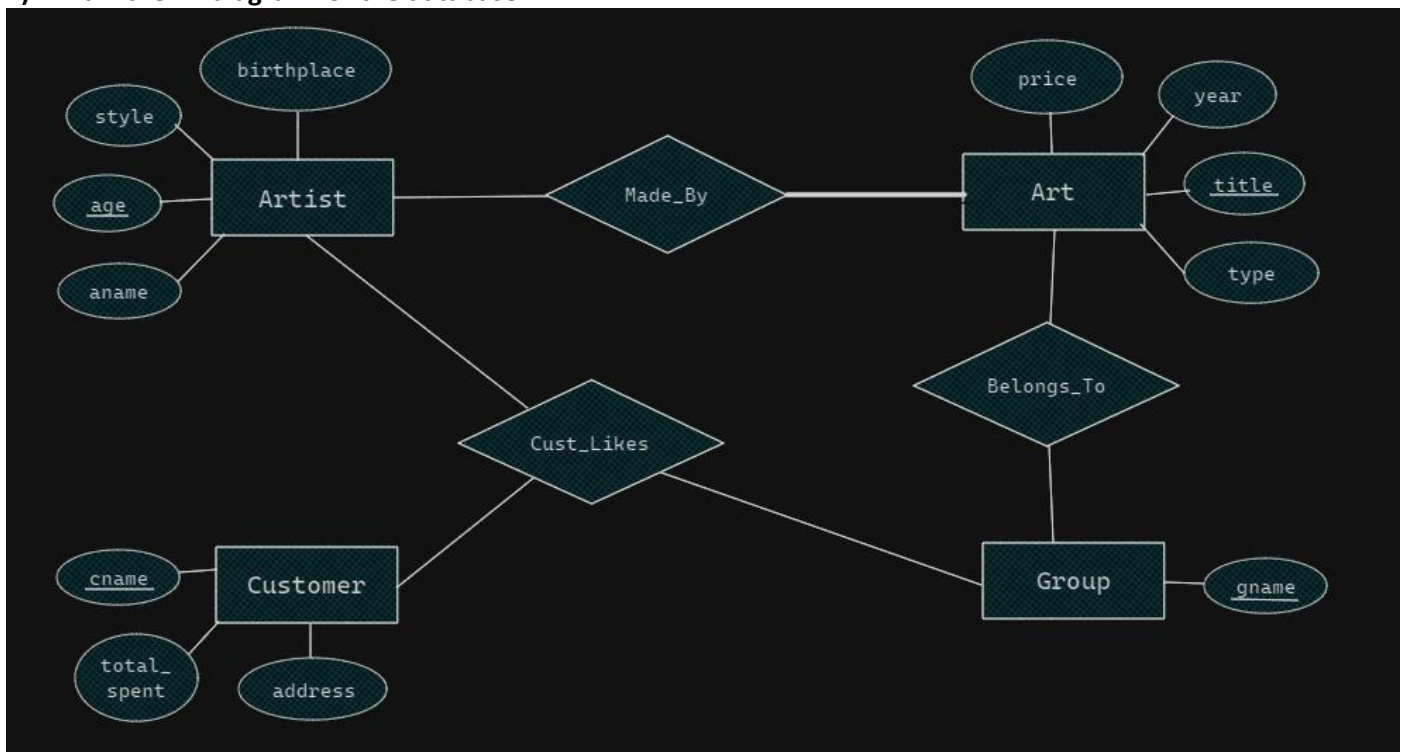 birthplace
price
year
style
Artist
Made_By
Art
title
age
type
aname
Belongs_To
Cust_Likes
cname
Customer
Group
gname
total_
spent
address